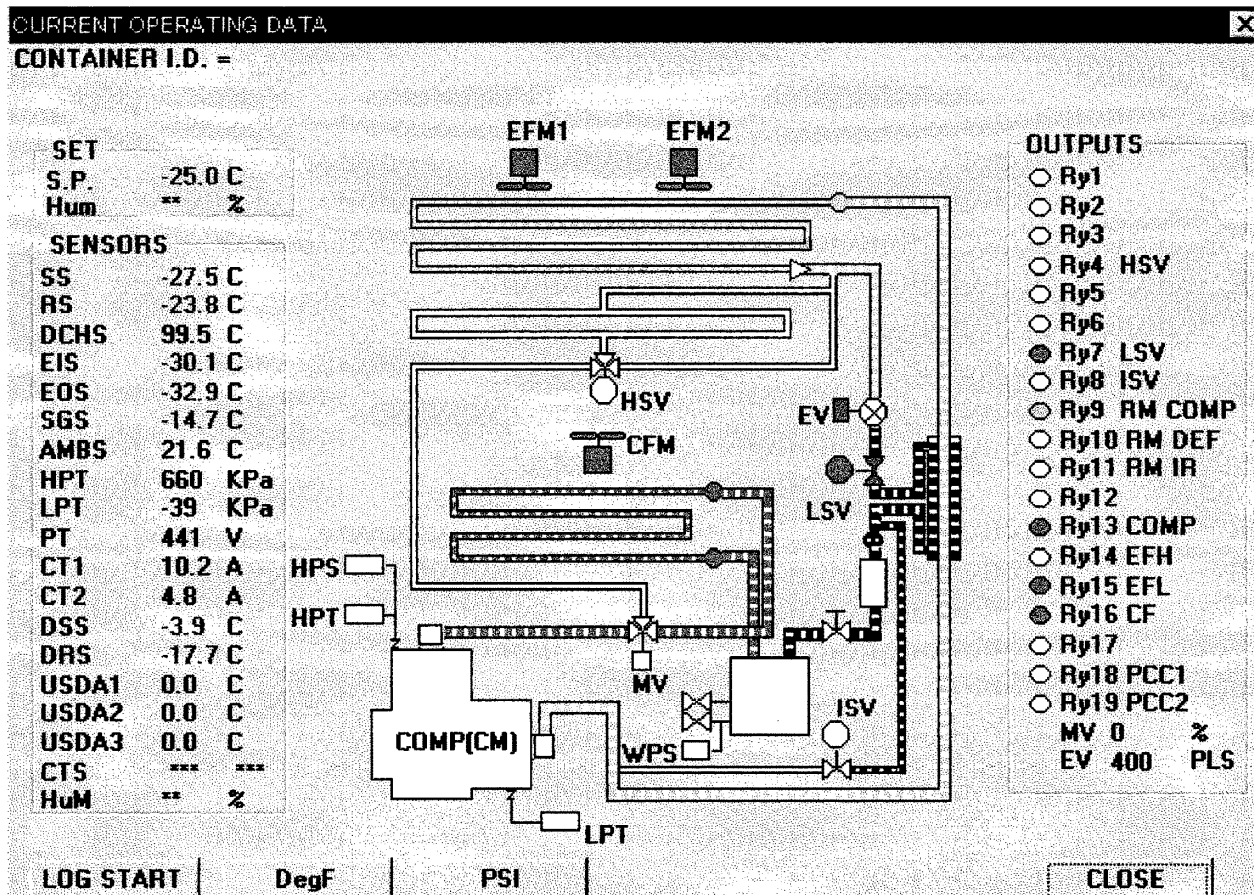 CURRENT OPERATING DATA
X
CONTAINER I.D. =
SET
S.P. -25.0 C
Hum ** %
SENSORS
SS -27.5 C
RS -23.8 C
DCHS 99.5 C
EIS -30.1 C
EOS -32.9 C
SGS -14.7 C
AMBS 21.6 C
HPT 660 KPa
LPT -39 KPa
PT 441 V
CT1 10.2 A
CT2 4.8 A
DSS -3.9 C
DRS -17.7 C
USDA1 0.0 C
USDA2 0.0 C
USDA3 0.0 C
CTS *** ***
HuM ** %
EFM1
EFM2
HSV
EV
CFM
LSV
HPS
HPT
MV
ISV
COMP(CM)
WPS
LPT
OUTPUTS
Ry1
Ry2
Ry3
Ry4 HSV
Ry5
Ry6
Ry7 LSV
Ry8 ISV
Ry9 RM COMP
Ry10 RM DEF
Ry11 RM IR
Ry12
Ry13 COMP
Ry14 EFH
Ry15 EFL
Ry16 CF
Ry17
Ry18 PCC1
Ry19 PCC2
MV 0 %
EV 400 PLS
LOG START
DegF
PSI
CLOSE